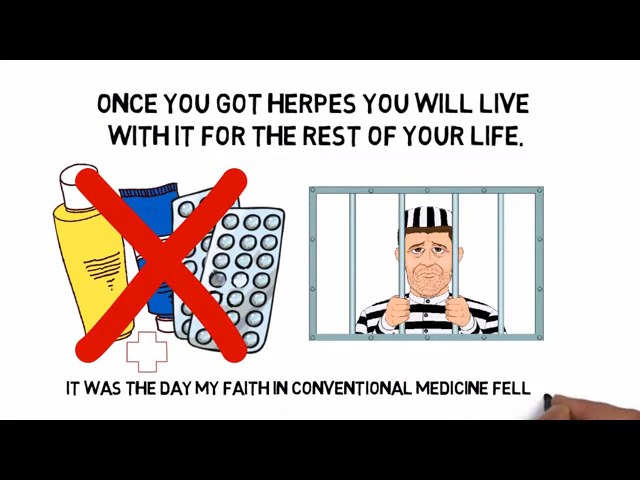 ONCE YOU GOT HERPES YOU WILL LIVE
WITH IT FOR THE REST OF YOUR LIFE.
IT WAS THE DAY MY FAITH IN CONVENTIONAL MEDICINE FELL